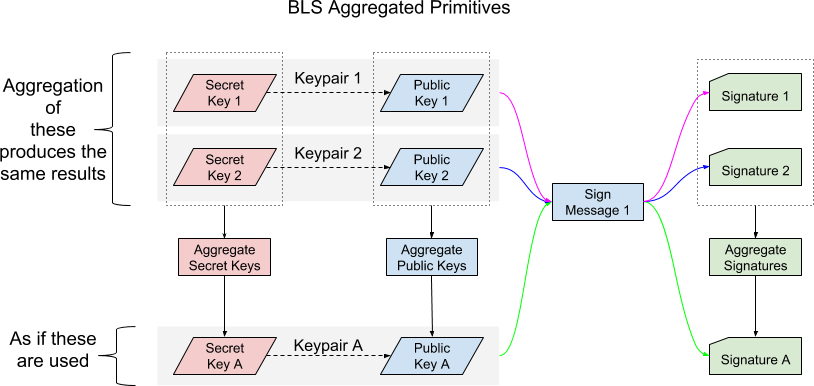 BLS Aggregated Primitives
Aggregation
of
these
produces the
same results
Secret
Key 1
Keypair 1
Public
Key 1
Secret
Key 2
Keypair 2
Public
Key 2
Sign
Message 1
Signature 1
Signature 2
Aggregate
Secret Keys
Aggregate
Public Keys
Aggregate
Signatures
As if these
are used
Secret
Key A
Keypair A
Public
Key A
Signature A